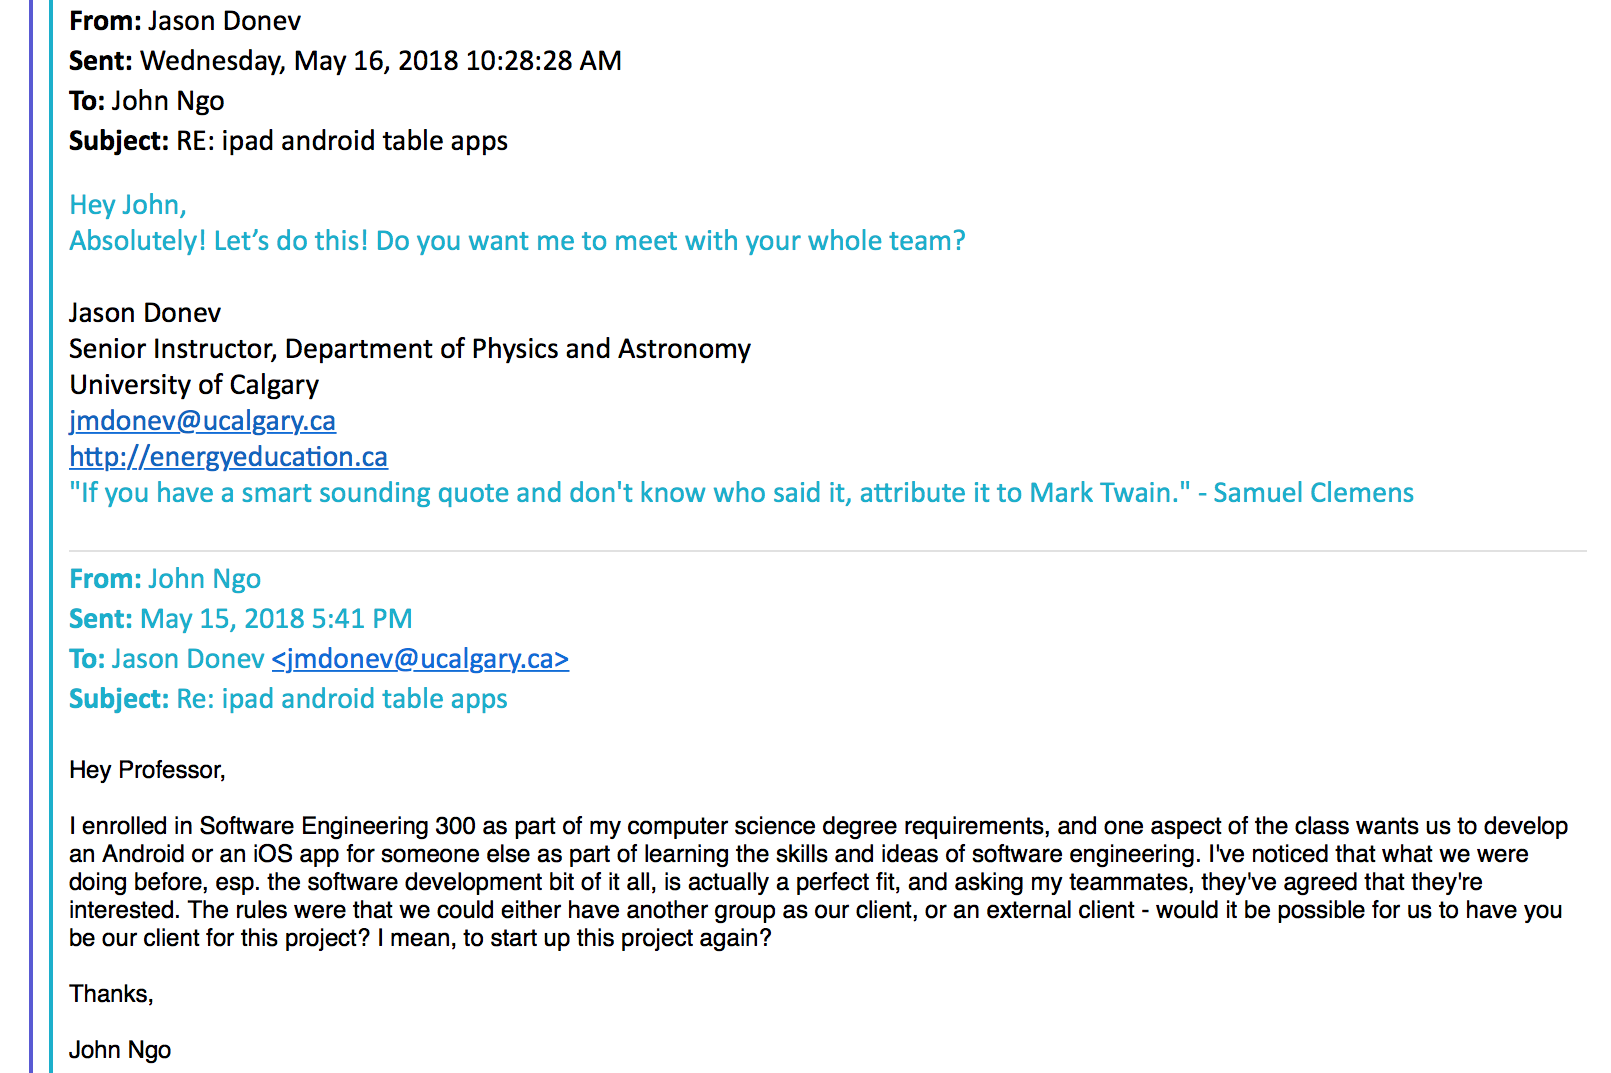 From: Jason Donev
Sent: Wednesday, May 16, 2018 10:28:28 AM
To: John Ngo
Subject: RE: ipad android table apps
Hey John,
Absolutely! Let’s do this! Do you want me to meet with your whole team?
Jason Donev
Senior Instructor, Department of Physics and Astronomy
University of Calgary
jmdonev@ucalgary.ca
http://energyeducation.ca
"If you have a smart sounding quote and don't know who said it, attribute it to Mark Twain." - Samuel Clemens
From: John Ngo
Sent: May 15, 2018 5:41 PM
To: Jason Donev <jmdonev@ucalgary.ca>
Subject: Re: ipad android table apps
Hey Professor,
I enrolled in Software Engineering 300 as part of my computer science degree requirements, and one aspect of the class wants us to develop
an Android or an iOS app for someone else as part of learning the skills and ideas of software engineering. I've noticed that what we were
doing before, esp. the software development bit of it all, is actually a perfect fit, and asking my teammates, they've agreed that they're
interested. The rules were that we could either have another group as our client, or an external client - would it be possible for us to have you
be our client for this project? I mean, to start up this project again?
Thanks,
John Ngo